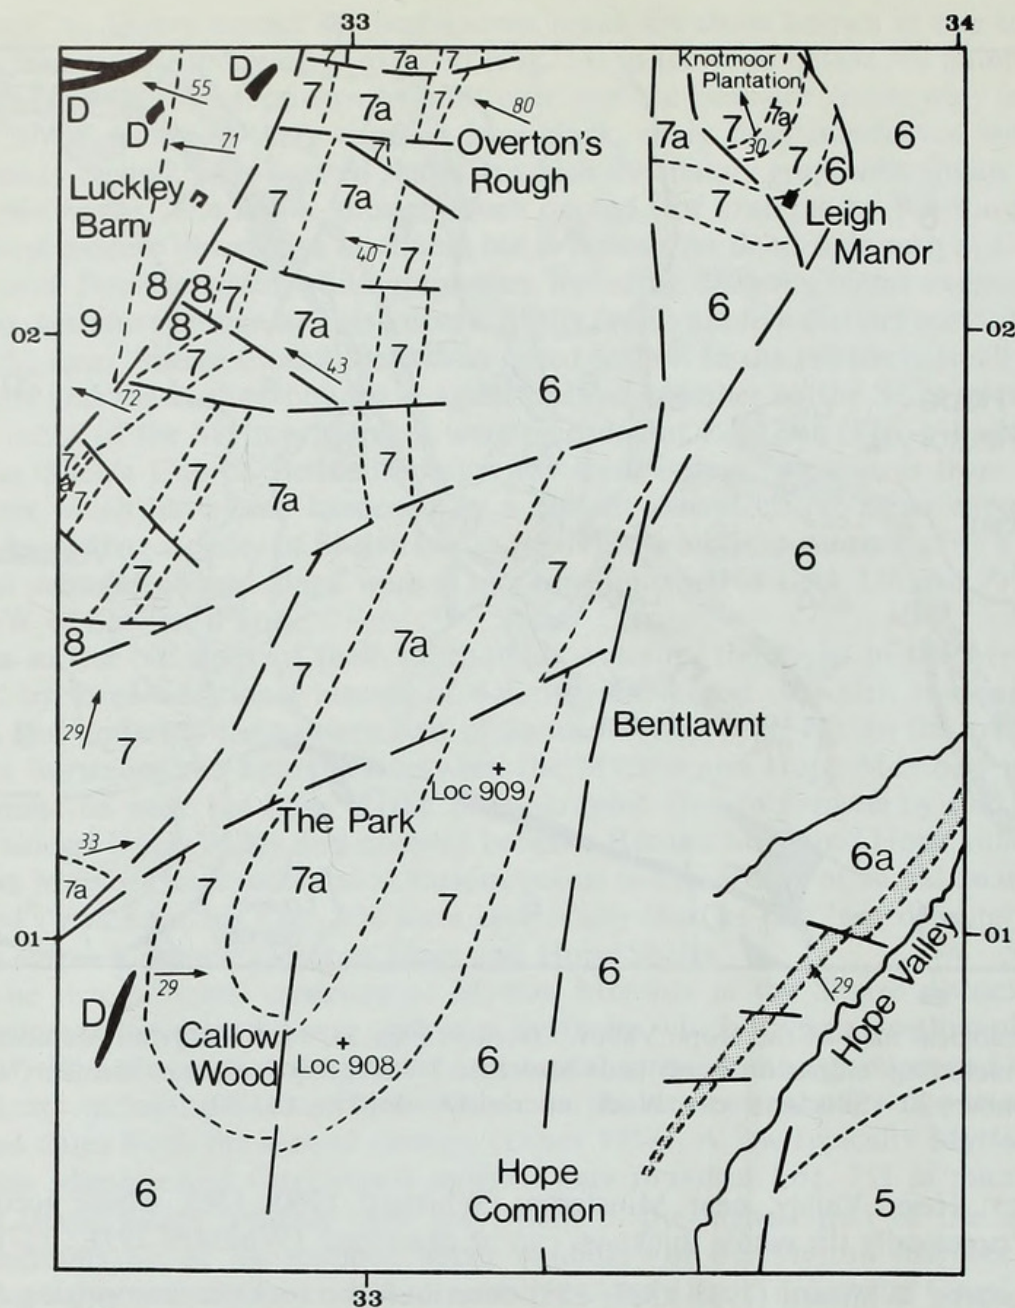 33
34
D
D
D
55
71
7
7a
7
7a
7
80
Knotmoor
Plantation
7a
7
7a
30
7
6
6
Overton's
Rough
Luckley
Barn
7
7a
7
7
Leigh
Manor
40
7
8
8
7
9
8
7a
6
02
02
7
43
7
6
72
7
7a
7
7
7a
7
6
7
7
8
7
7a
29
7
Bentlawnt
Loc 909
The Park
33
6a
7a
7
7a
7
01
01
6
29
29
Hope Valley
D
Callow
Wood
Loc 908
6
Hope
Common
6
5
33